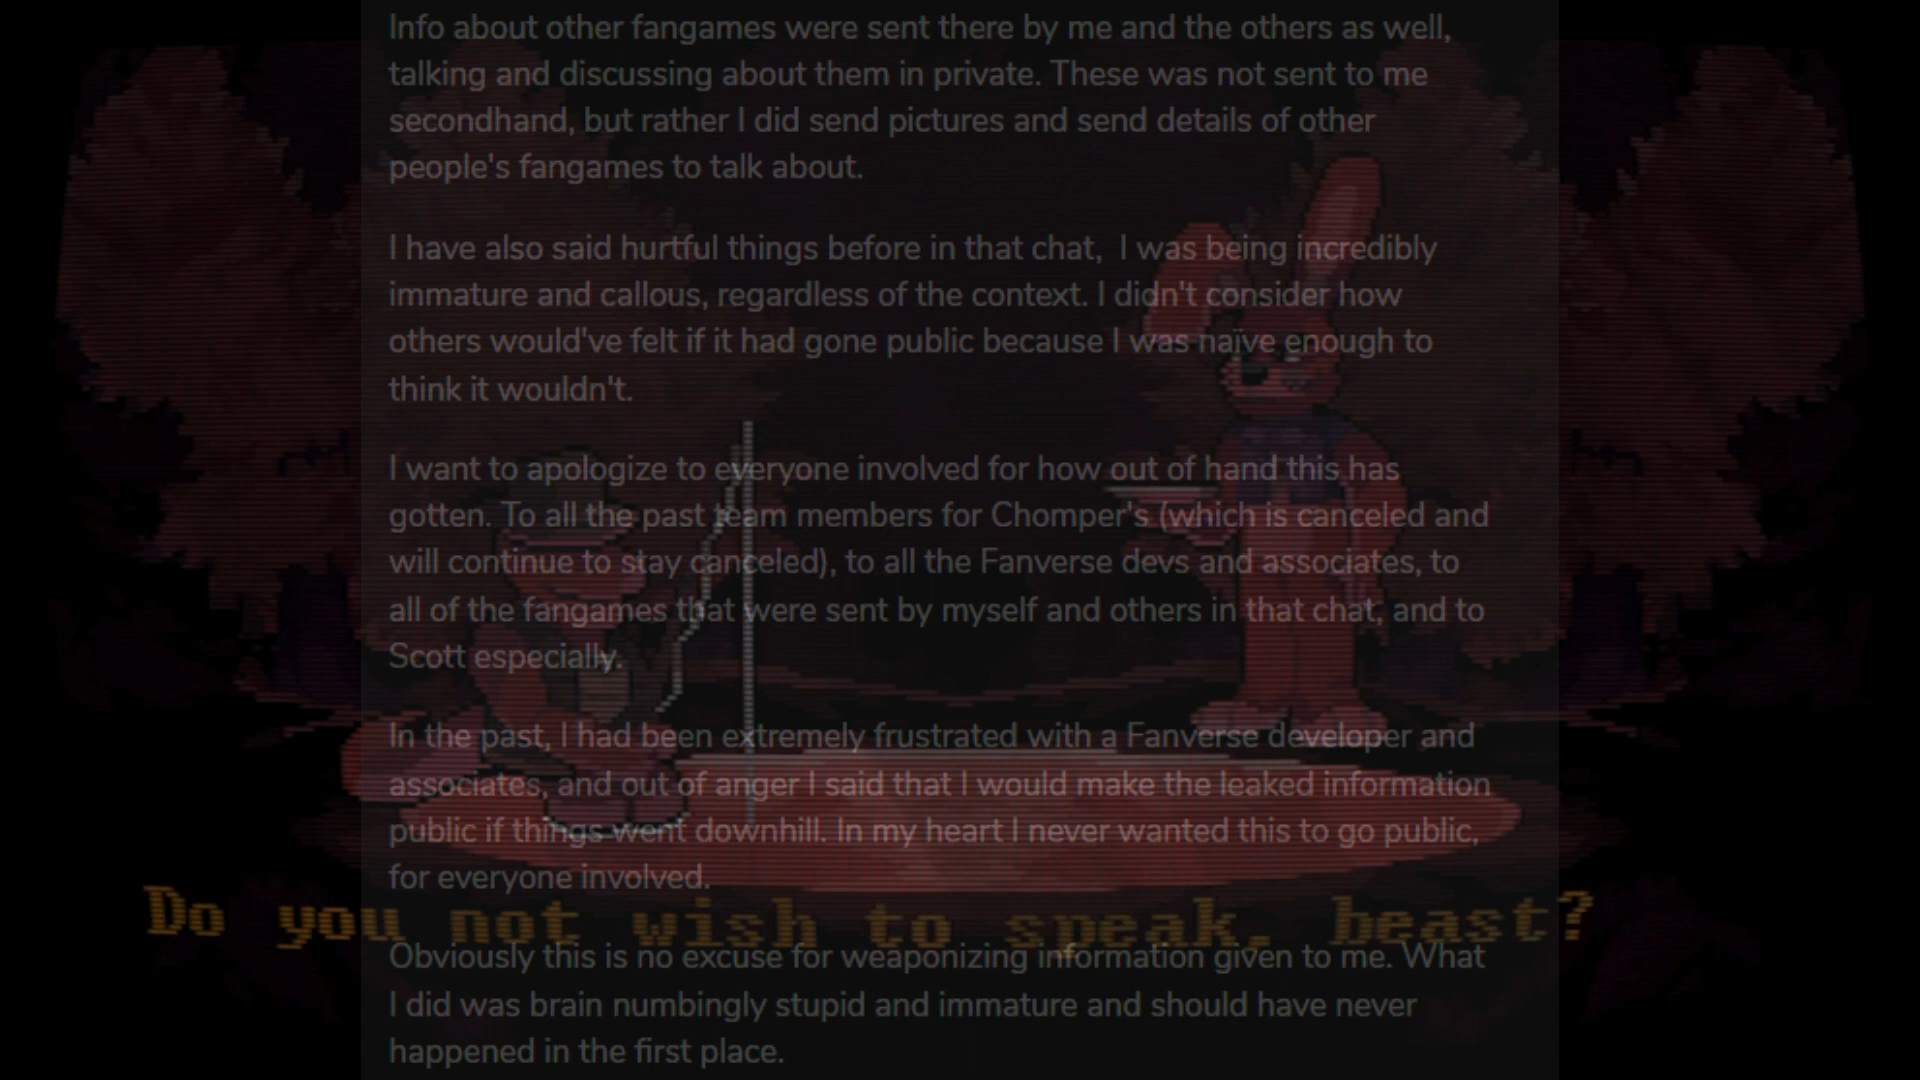 Info about other fangames were sent there by me and the others as well,
talking and discussing about them in private. These was not sent to me
secondhand, but rather I did send pictures and send details of other
people's fangames to talk about.
I have also said hurtful things before in that chat,  I was being incredibly
immature and callous, regardless of the context. I didn't consider how
others would've felt if it had gone public because I was naïve enough to
think it wouldn't.
I want to apologize to everyone involved for how out of hand this has
gotten. To all the past team members for Chomper's (which is canceled and
will continue to stay canceled), to all the Fanverse devs and associates, to
all of the fangames that were sent by myself and others in that chat, and to
Scott especially.
In the past, I had been extremely frustrated with a Fanverse developer and
associates, and out of anger I said that I would make the leaked information
public if things went downhill. In my heart I never wanted this to go public,
for everyone involved.
Do you not wish to speak, beast?
Obviously this is no excuse for weaponizing information given to me. What
I did was brain numbingly stupid and immature and should have never
happened in the first place.